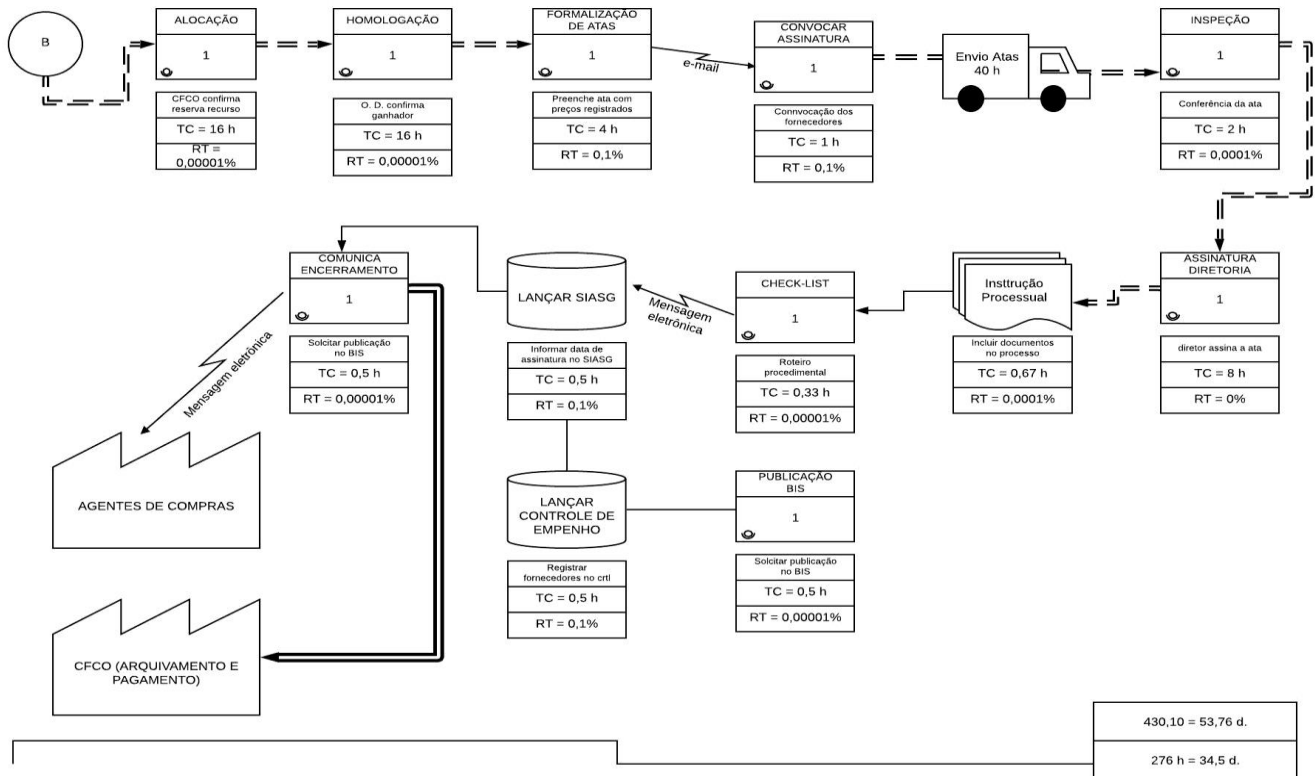 B
ALOCAÇÃO
1
CFCO confirma
reserva recurso
TC = 16 h
RT =
0,00001%
HOMOLOGAÇÃO
1
O. D. confirma
ganhador
TC = 16 h
RT = 0,00001%
FORMALIZAÇÃO
DE ATAS
1
Preenche ata com
preços registrados
TC = 4 h
RT = 0,1%
e-mail
CONVOCAR
ASSINATURA
1
Connvocação dos
fornecedores
TC = 1 h
RT = 0,1%
Envio Atas
40 h
INSPEÇÃO
1
Conferência da ata
TC = 2 h
RT = 0,0001%
ASSINATURA
DIRETORIA
1
diretor assina a ata
TC = 8 h
RT = 0%
Insttrução
Processual
Incluir documentos
no processo
TC = 0,67 h
RT = 0,0001%
CHECK-LIST
1
Roteiro
procedimental
TC = 0,33 h
RT = 0,00001%
Mensagem
eletrônica
LANÇAR SIASG
Informar data de
assinatura no SIASG
TC = 0,5 h
RT = 0,1%
COMUNICA
ENCERRAMENTO
1
Solcitar publicação
no BIS
TC = 0,5 h
RT = 0,00001%
Mensagem eletrônica
AGENTES DE COMPRAS
LANÇAR
CONTROLE DE
EMPENHO
Registrar
fornecedores no crtl
TC = 0,5 h
RT = 0,1%
PUBLICAÇÃO
BIS
1
Solcitar publicação
no BIS
TC = 0,5 h
RT = 0,00001%
CFCO (ARQUIVAMENTO E
PAGAMENTO)
430,10 = 53,76 d.
276 h = 34,5 d.